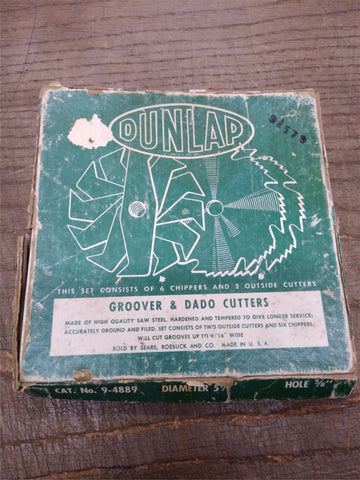 DUNLAP
94579
THIS SET CONSISTS OF 6 CHIPPERS AND 2 OUTSIDE CUTTERS
GROOVER & DADO CUTTERS
MADE OF HIGH QUALITY SAW STEEL, HARDENED AND TEMPERED TO GIVE LONGER SERVICE;
ACCURATELY GROUND AND FILED. SET CONSISTS OF TWO OUTSIDE CUTTERS AND SIX CHIPPERS;
WILL CUT GROOVES UP TO 9/16" WIDE
SOLD BY SEARS, ROEBUCK AND CO. MADE IN U. S. A.
CAT. No. 9-4889 DIAMETER HOLE 5/8"